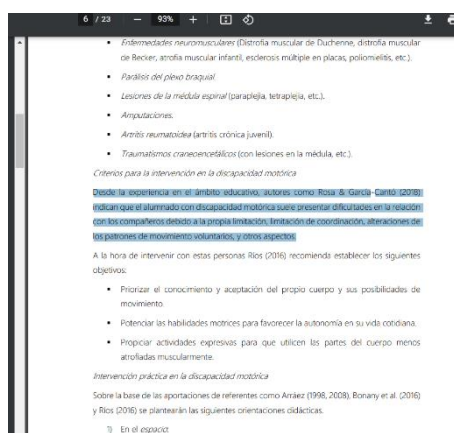 6 / 23 — 93% +
• Enfermedades neuromusculares (Distrofia muscular de Duchenne, distrofia muscular
de Becker, atrofia muscular infantil, esclerosis múltiple en placas, poliomielitis, etc.).
• Parálisis del plexo braquial.
• Lesiones de la médula espinal (paraplejia, tetraplejia, etc.).
• Amputaciones.
• Artritis reumatoidea (artritis crónica juvenil).
• Traumatismos craneoencefálicos (con lesiones en la médula, etc.).
Criterios para la intervención en la discapacidad motórica
Desde la experiencia en el ámbito educativo, autores como Rosa & García-Cantó (2018)
indican que el alumnado con discapacidad motórica suele presentar dificultades en la relación
con los compañeros debido a la propia limitación, limitación de coordinación, alteraciones de
los patrones de movimiento voluntarios, y otros aspectos.
A la hora de intervenir con estas personas Ríos (2016) recomienda establecer los siguientes
objetivos:
• Priorizar el conocimiento y aceptación del propio cuerpo y sus posibilidades de
movimiento.
• Potenciar las habilidades motrices para favorecer la autonomía en su vida cotidiana.
• Propiciar actividades expresivas para que utilicen las partes del cuerpo menos
atrofiadas muscularmente.
Intervención práctica en la discapacidad motórica
Sobre la base de las aportaciones de referentes como Arráez (1998, 2008), Bonany et al. (2016)
y Ríos (2016) se plantearán las siguientes orientaciones didácticas.
En el espacio: